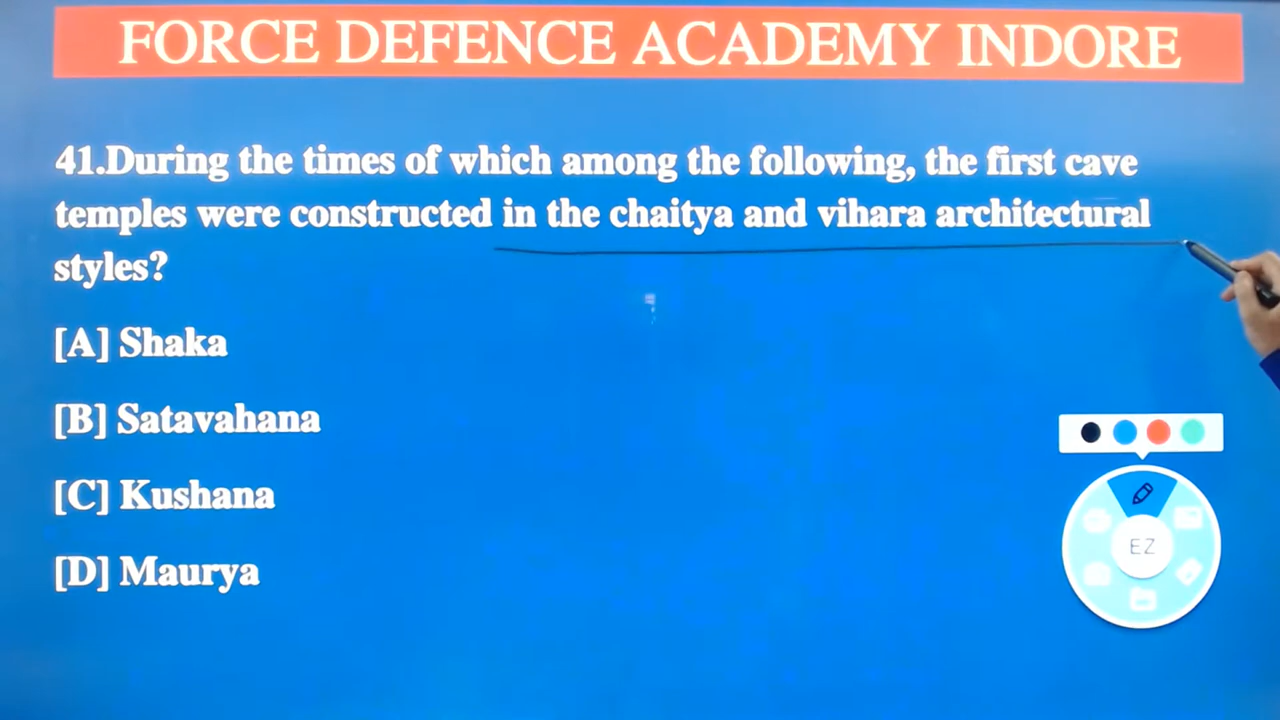 FORCE DEFENCE ACADEMY INDORE
41.During the times of which among the following, the first cave
temples were constructed in the chaitya and vihara architectural
styles?
[A] Shaka
[B] Satavahana
[C] Kushana
[D] Maurya
EZ